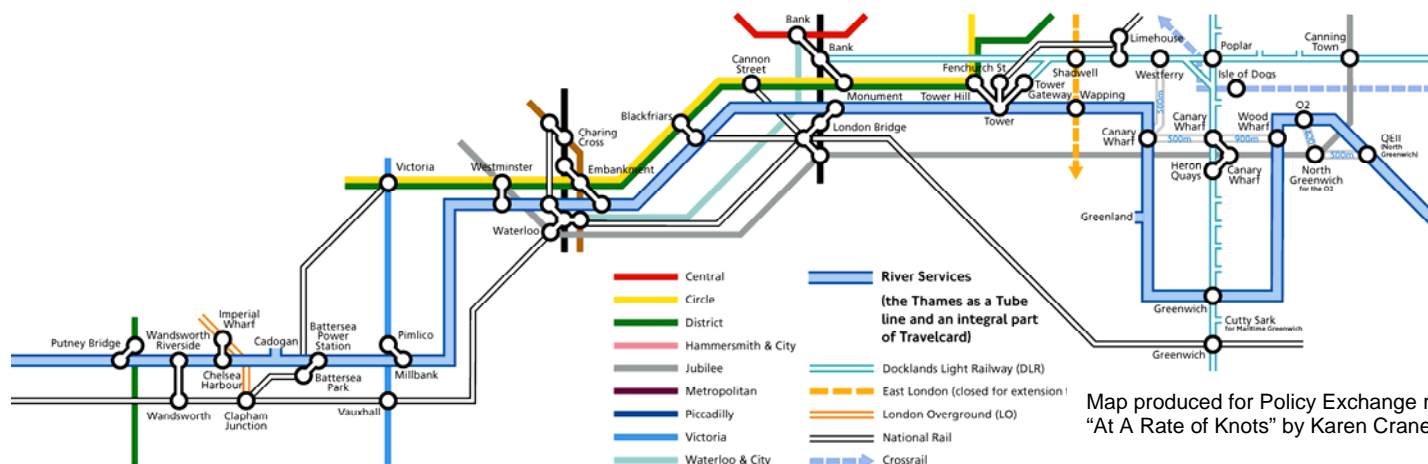 Bank
Bank
Limehouse
Canning
Town
Poplar
Cannon
Street
Fenchurch St.
Shadwell
Westferry
Isle of Dogs
Monument
Tower Hill
Tower
Gateway
Wapping
Tower
500m
O2
Blackfriars
Charing
Cross
London Bridge
Canary
Wharf
500m
Canary
Wharf
900m
Wood
Wharf
QEII
(North
Greenwich)
500m
Victoria
Westminster
Embankment
Heron
Quays
Canary
Wharf
North
Greenwich
for the O2
Greenland
Waterloo
Central
Circle
District
Hammersmith & City
Jubilee
Metropolitan
Piccadilly
Victoria
Waterloo & City
River Services
(the Thames as a Tube
line and an integral part
of Travelcard)
Docklands Light Railway (DLR)
East London (closed for extension
London Overground (LO)
National Rail
Crossrail
Imperial
Wharf
Putney Bridge
Wandsworth
Riverside
Cadogan
Battersea
Power
Station
Pimlico
Chelsea
Harbour
Battersea
Park
Millbank
Wandsworth
Clapham
Junction
Vauxhall
Greenwich
Cutty Sark
for Maritime Greenwich
Greenwich
Map produced for Policy Exchange
“At A Rate of Knots” by Karen Crane